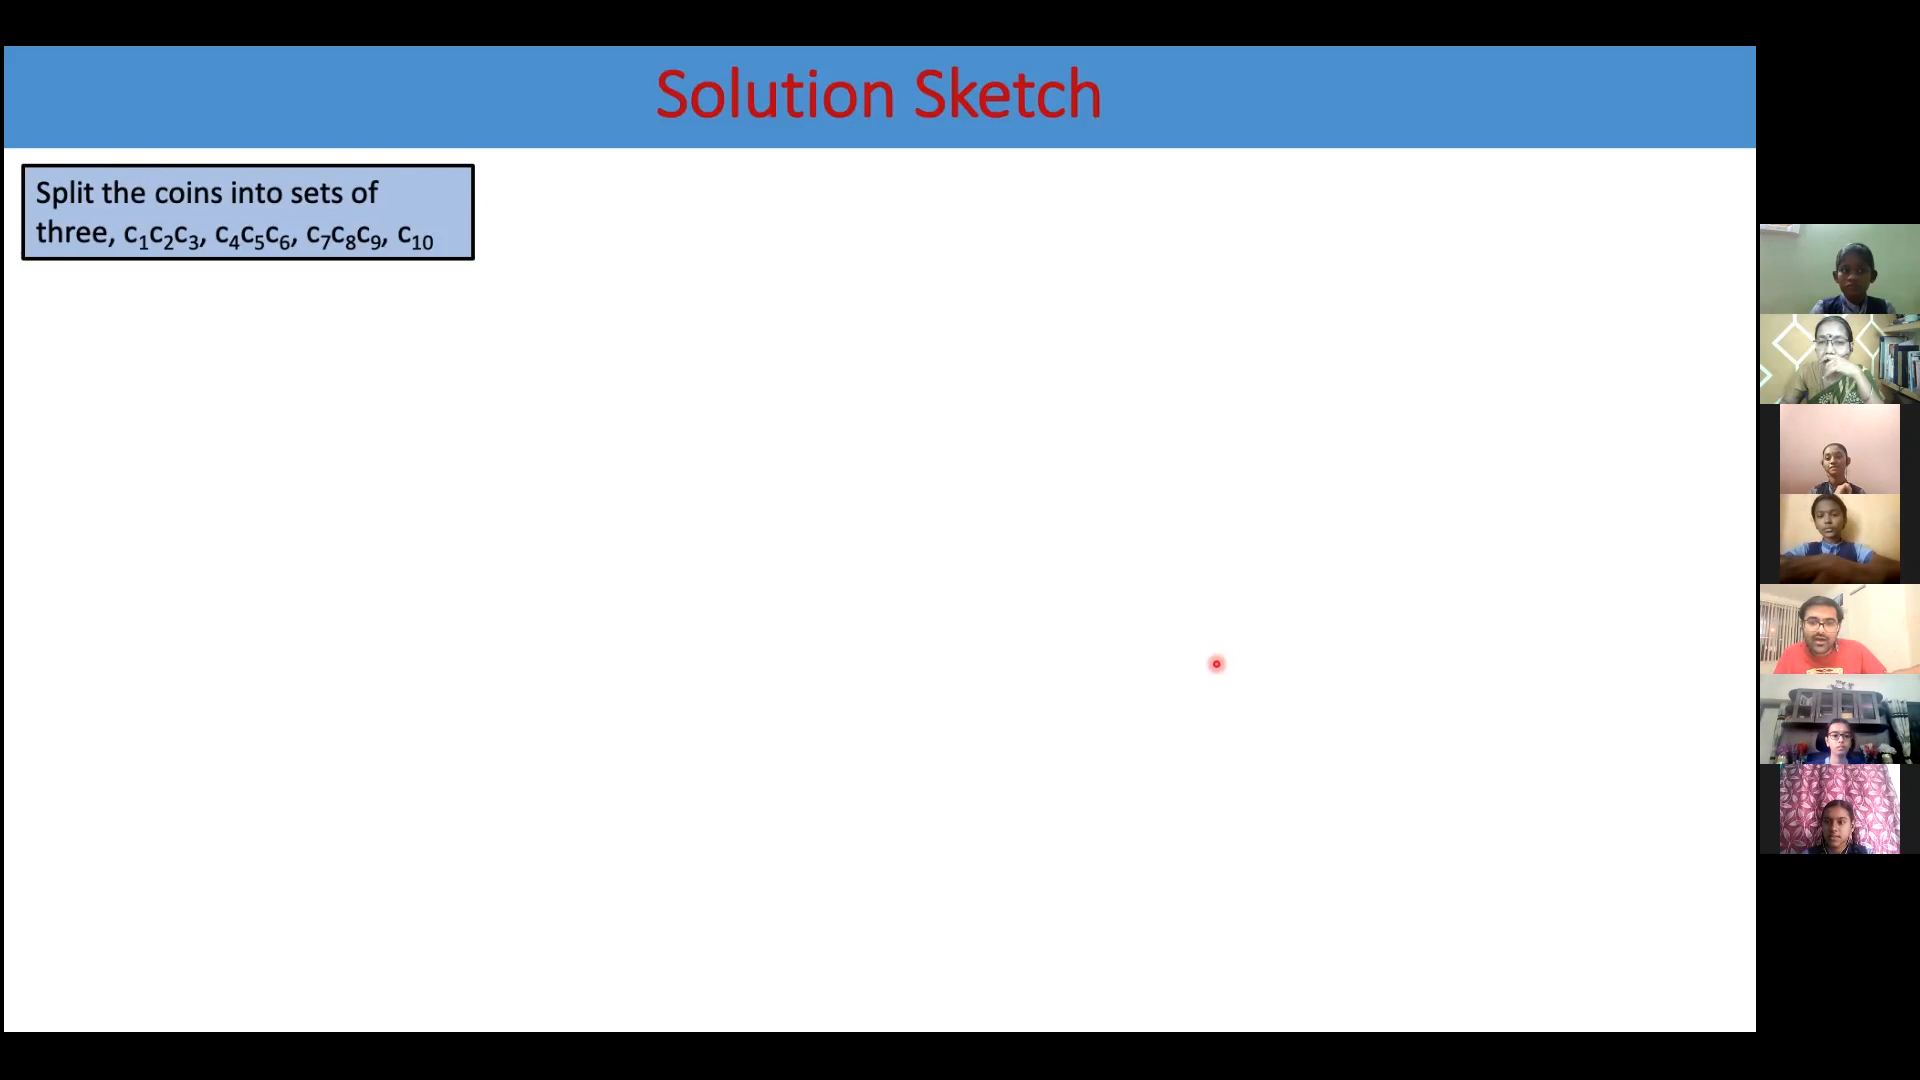 Solution Sketch
Split the coins into sets of
three, c₁c₂c₃, c₄c₅c₆, c₇c₈c₉, c₁₀